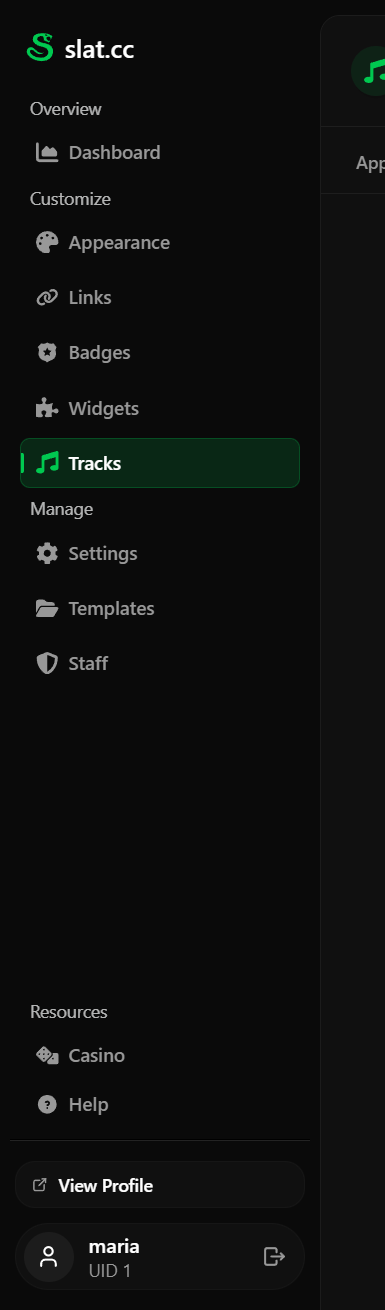 slat.cc
Overview
Dashboard
Customize
Appearance
Links
Badges
Widgets
Tracks
Manage
Settings
Templates
Staff
Resources
Casino
Help
View Profile
maria
UID 1
App